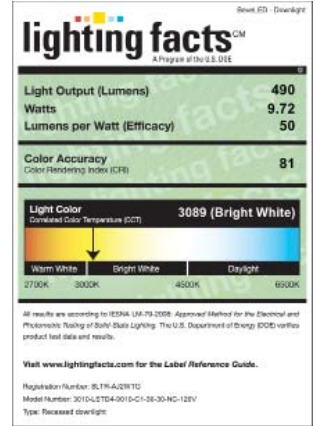 BeveLED - Downlight
lighting facts CM
A Program of the U.S. DOE
Light Output (Lumens) 490
Watts 9.72
Lumens per Watt (Efficacy) 50
Color Accuracy 81
Color Rendering Index (CRI)
Light Color 3089 (Bright White)
Correlated Color Temperature (CCT)
Warm White Bright White Daylight
2700K 3000K 4500K 6500K
All results are according to IESNA LM-79-2008: Approved Method for the Electrical and
Photometric Testing of Solid-State Lighting. The U.S. Department of Energy (DOE) verifies
product test data and results.
Visit www.lightingfacts.com for the Label Reference Guide.
Registration Number:
Model Number:
Type: Recessed downlight